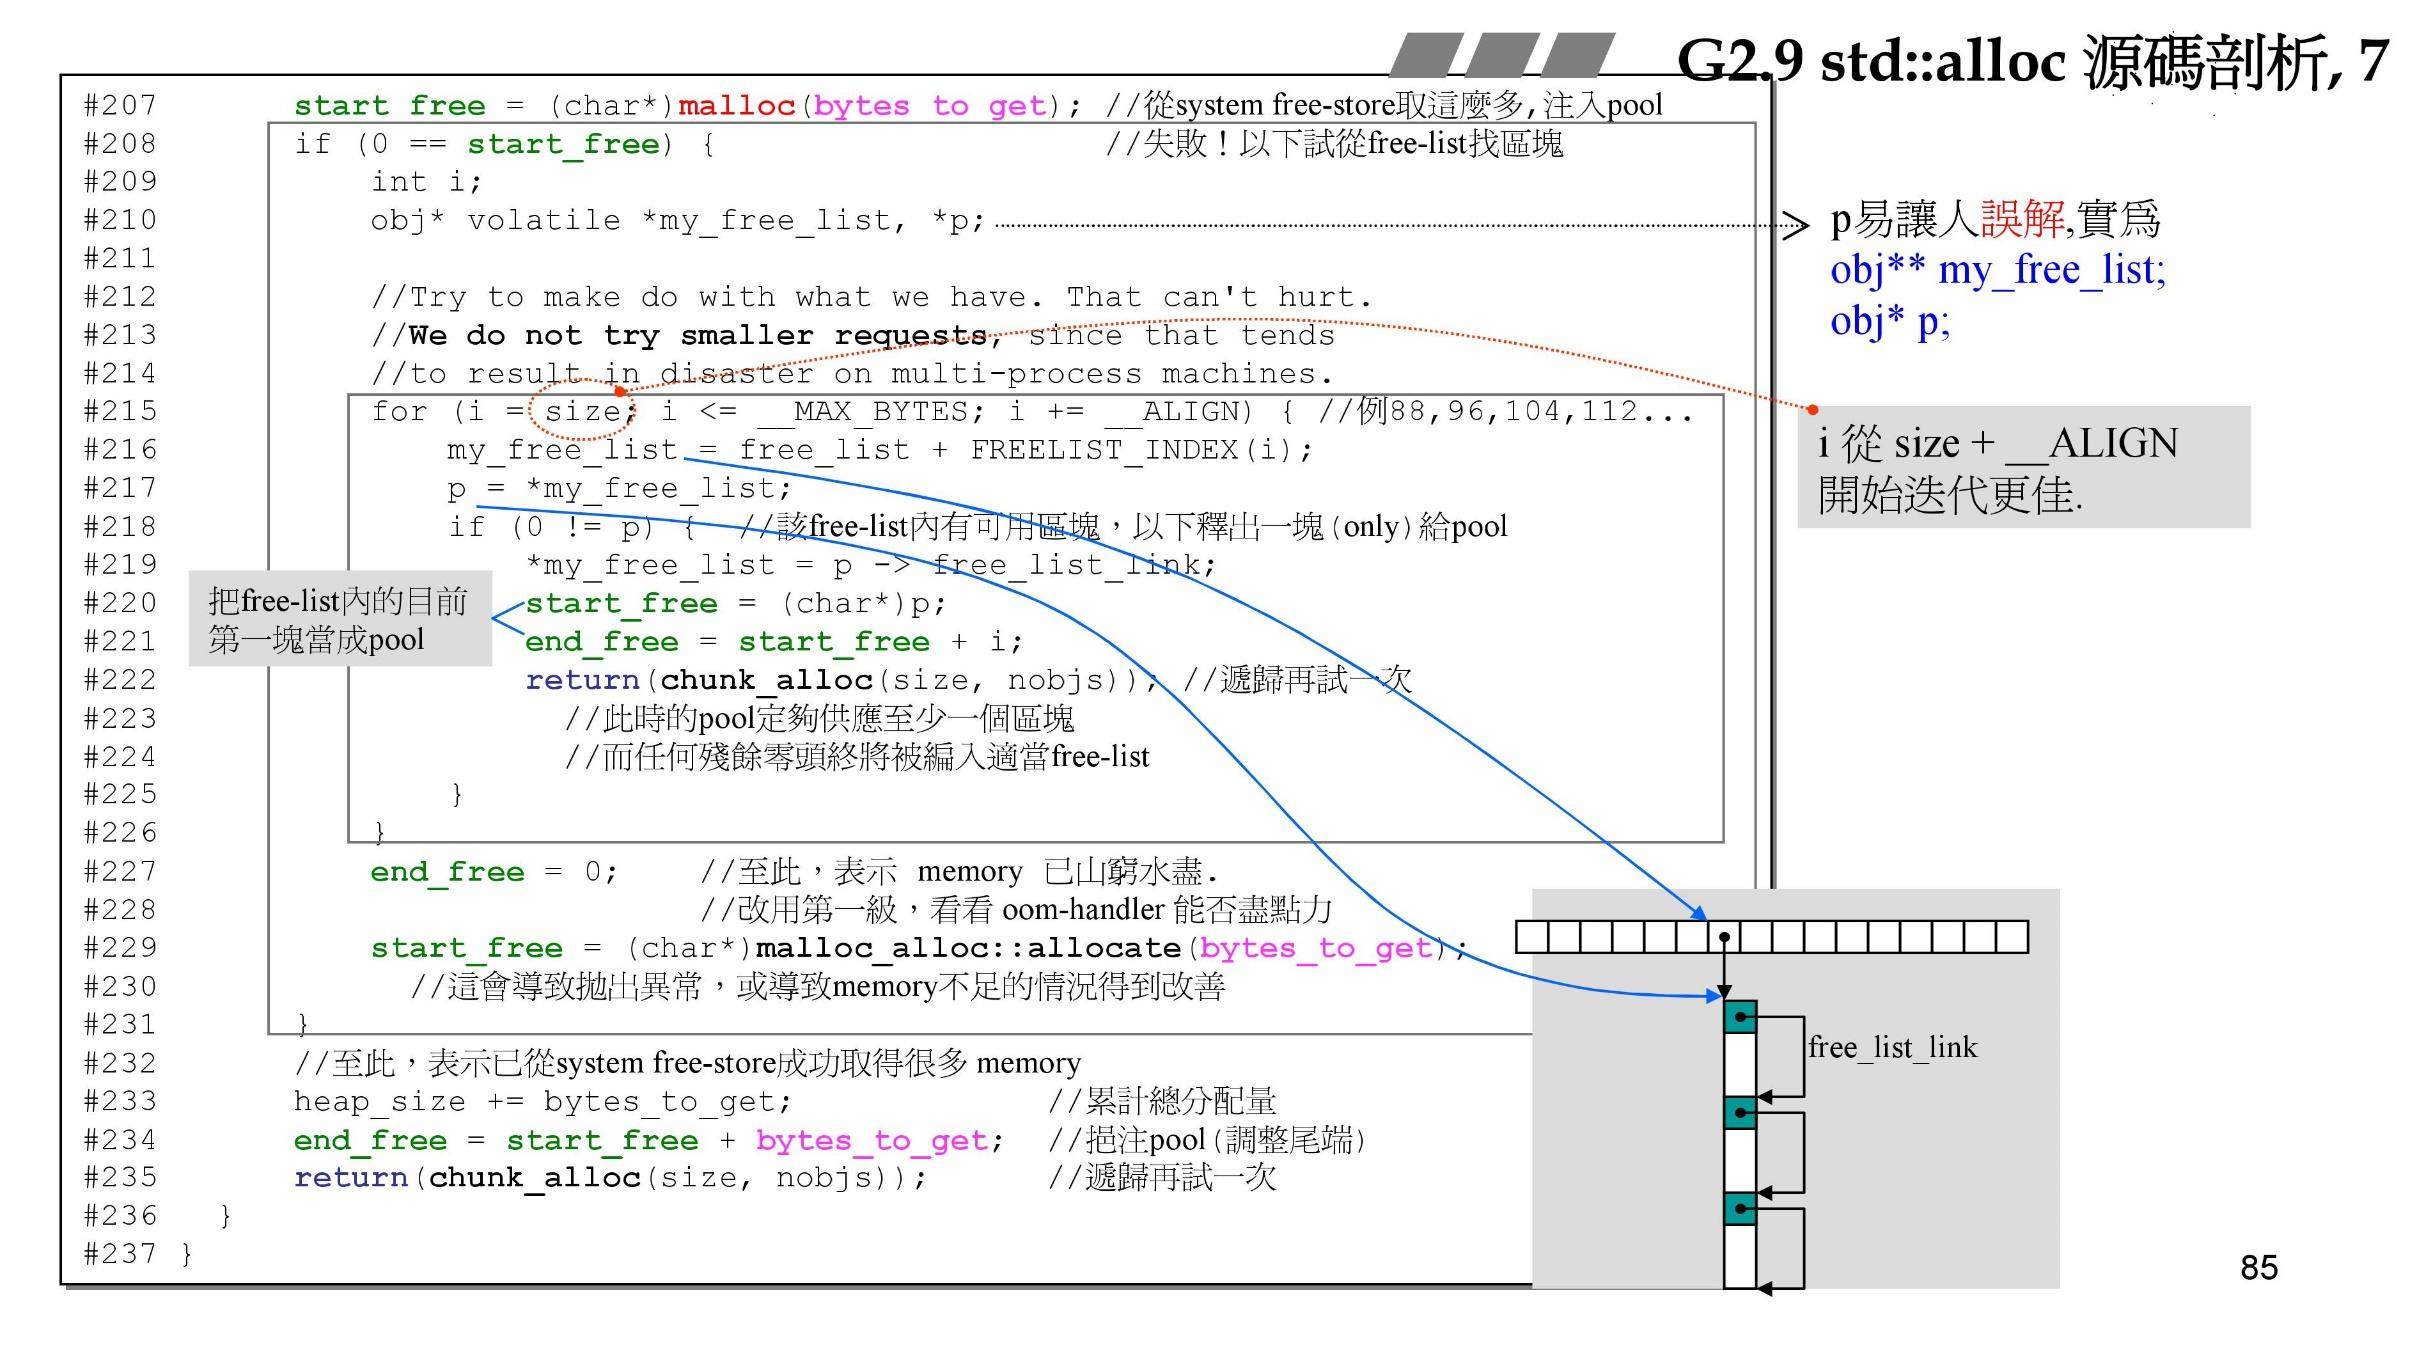 G2.9 std::alloc 源碼剖析, 7
#207 start_free = (char*)malloc(bytes_to_get); //從system free-store取這麼多,注入pool
#208 if (0 == start_free) { //失敗！以下試從free-list找區塊
#209 int i;
#210 obj* volatile *my_free_list, *p;
#211
#212 //Try to make do with what we have. That can't hurt.
#213 //We do not try smaller requests, since that tends
#214 //to result in disaster on multi-process machines.
#215 for (i = size; i <= __MAX_BYTES; i += __ALIGN) { //例88,96,104,112...
#216 my_free_list = free_list + FREELIST_INDEX(i);
#217 p = *my_free_list;
#218 if (0 != p) { //該free-list內有可用區塊，以下釋出一塊(only)給pool
#219 *my_free_list = p -> free_list_link;
#220 start_free = (char*)p;
#221 end_free = start_free + i;
#222 return(chunk_alloc(size, nobjs)); //遞歸再試一次
#223 //此時的pool定夠供應至少一個區塊
#224 //而任何殘餘零頭終將被編入適當free-list
#225 }
#226 }
#227 end_free = 0; //至此，表示 memory 已山窮水盡.
#228 //改用第一級，看看 oom-handler 能否盡點力
#229 start_free = (char*)malloc_alloc::allocate(bytes_to_get);
#230 //這會導致拋出異常，或導致memory不足的情況得到改善
#231 }
#232 //至此，表示已從system free-store成功取得很多 memory
#233 heap_size += bytes_to_get; //累計總分配量
#234 end_free = start_free + bytes_to_get; //挹注pool(調整尾端)
#235 return(chunk_alloc(size, nobjs)); //遞歸再試一次
#236 }
#237 }
把free-list內的目前
第一塊當成pool
p易讓人誤解,實為
obj** my_free_list;
obj* p;
i 從 size + __ALIGN
開始迭代更佳.
free_list_link
85